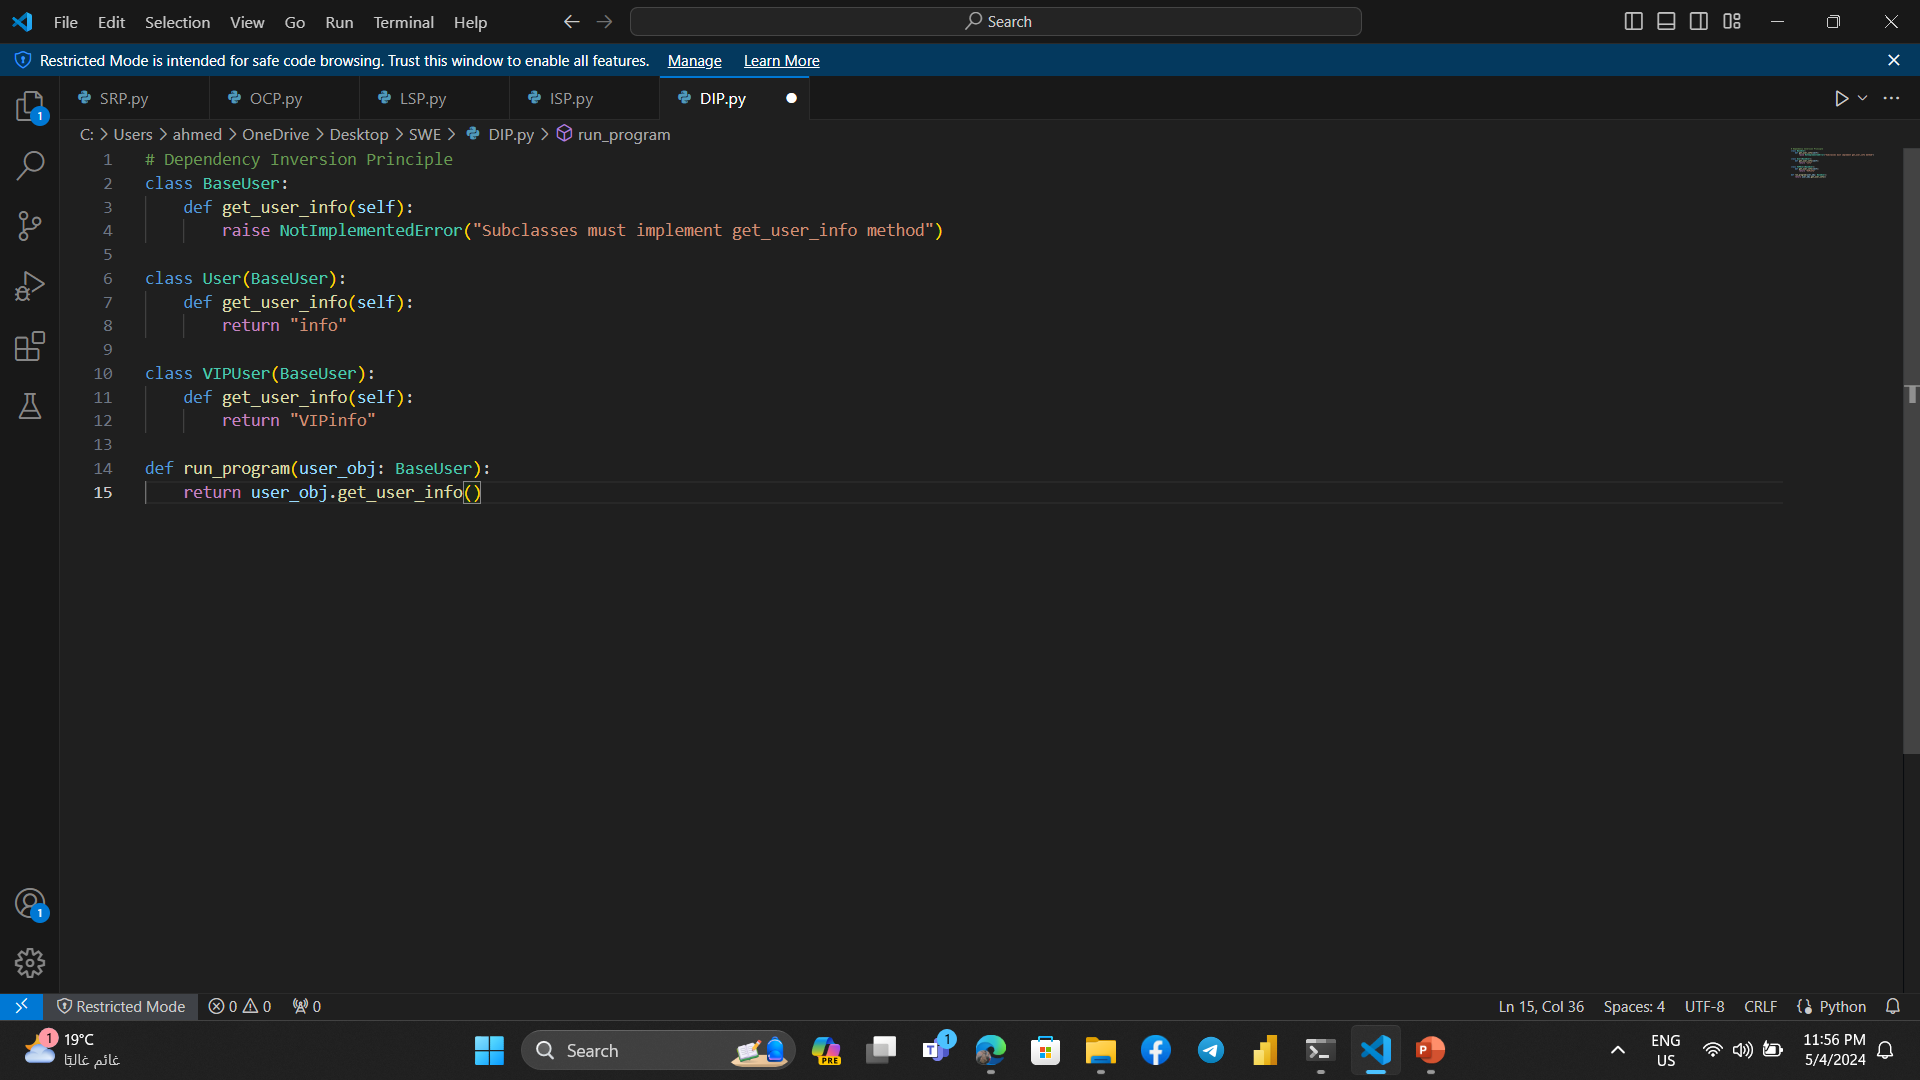 File Edit Selection View Go Run Terminal Help Search
Restricted Mode is intended for safe code browsing. Trust this window to enable all features. Manage Learn More
SRP.py OCP.py LSP.py ISP.py DIP.py
C: > Users > ahmed > OneDrive > Desktop > SWE > DIP.py > run_program
1 # Dependency Inversion Principle
2 class BaseUser:
3     def get_user_info(self):
4         raise NotImplementedError("Subclasses must implement get_user_info method")
5
6 class User(BaseUser):
7     def get_user_info(self):
8         return "info"
9
10 class VIPUser(BaseUser):
11     def get_user_info(self):
12         return "VIPinfo"
13
14 def run_program(user_obj: BaseUser):
15     return user_obj.get_user_info()
1
1
Restricted Mode 0 0 0 Ln 15, Col 36 Spaces: 4 UTF-8 CRLF Python
1 19°C Search PRE 1 ENG 11:56 PM
غائم غالبًا US 5/4/2024